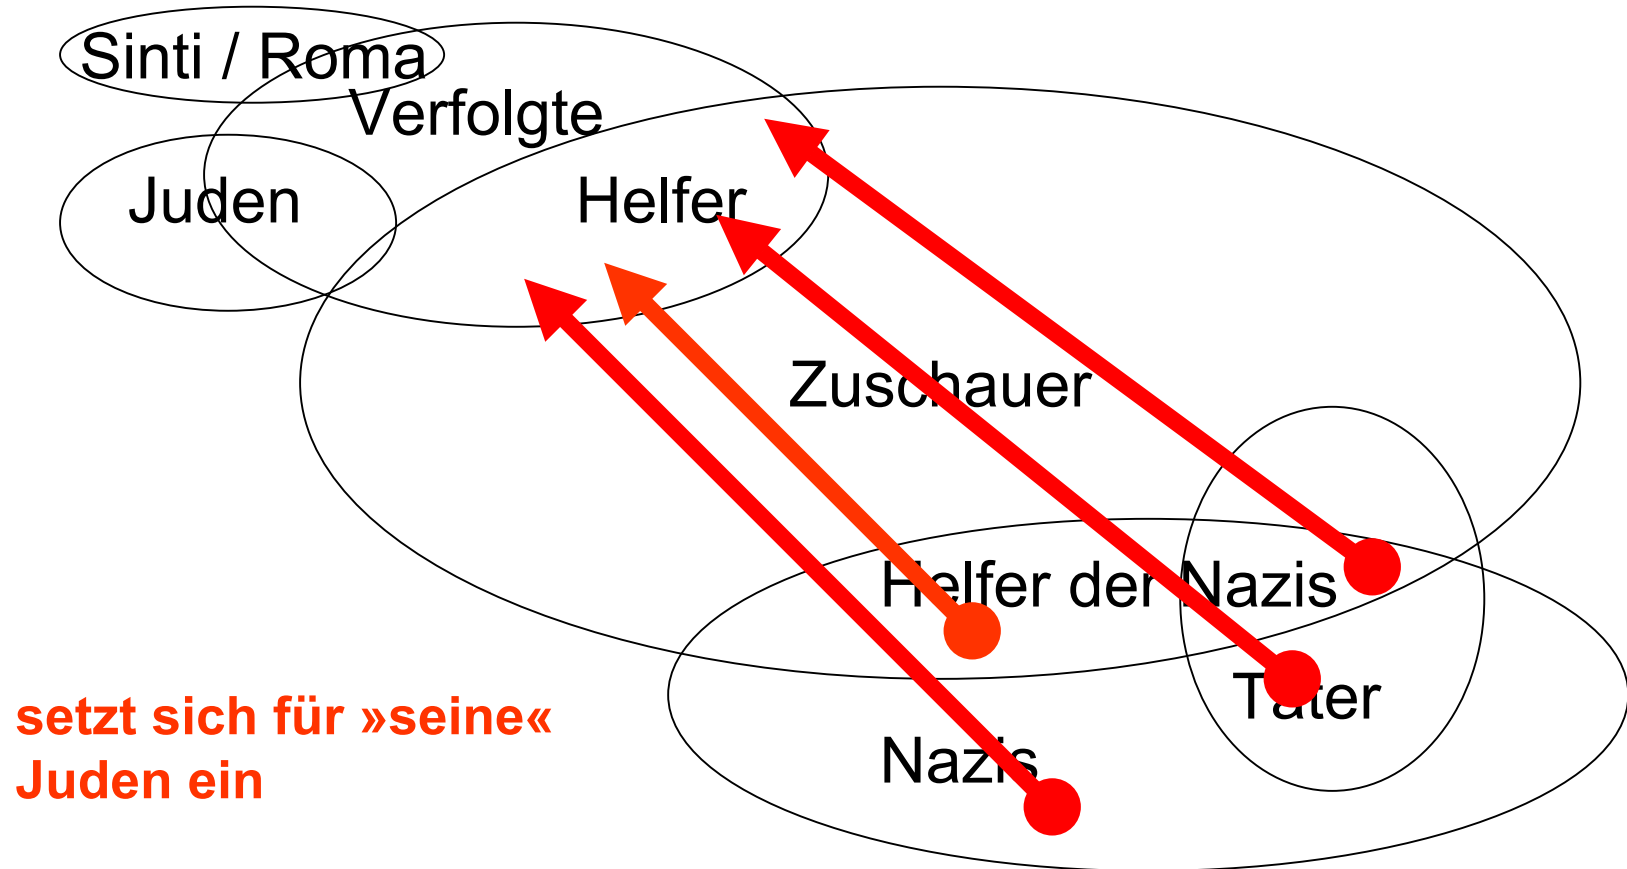 Sinti / Roma
Verfolgte
Juden
Helfer
Zuschauer
Helfer der Nazis
Täter
Nazis
setzt sich für »seine«
Juden ein